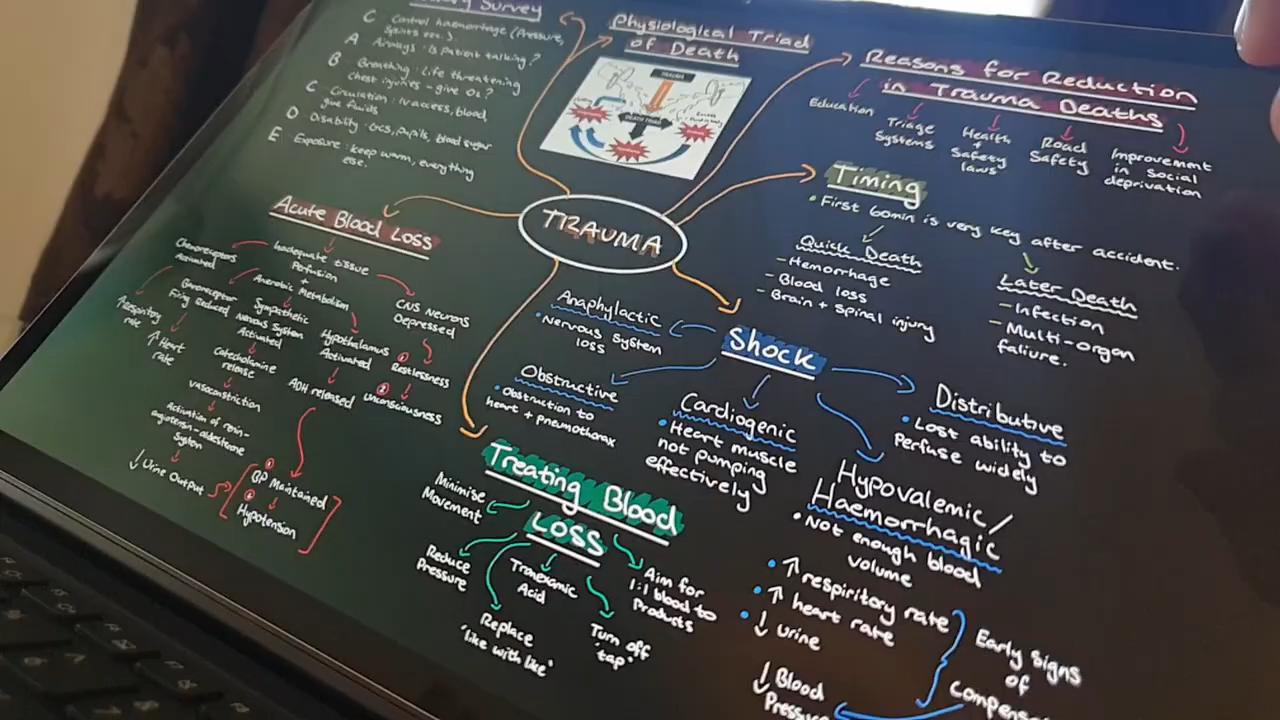 Survey
C Control haemorrhage (Pressure,
splints etc.)
A Airways : is patient talking?
B Breathing : Life threatening
chest injuries - give O₂?
C Circulation : IV access, blood,
give fluids
D Disability : GCS, pupils, blood sugar
E Exposure : keep warm, everything
else.
Physiological Triad
of Death
TRAUMA
DEATH TRIAD
Reasons for Reduction
in Trauma Deaths
Education
Triage
Systems
Health
+
Safety
laws
Road
Safety
Improvement
in social
deprivation
Timing
• First 60min is very key after accident.
Quick Death
- Hemorrhage
- Blood loss
- Brain + Spinal injury
Later Death
- Infection
- Multi-organ
faliure.
TRAUMA
Acute Blood Loss
Inadequate tissue
Perfusion
+
Anaerobic Metabolism
Chemoreceptors
Activated
Respiratory
rate
Baroreceptor
Firing Reduced
↑ Heart
rate
Sympathetic
Nervous System
Activated
Catecholamine
release
vasoconstriction
Activation of renin-
angiotensin-aldosterone
System
↓ Urine Output
Hypothalamus
Activated
ADH released
① BP Maintained
② Hypotension
CNS Neurons
Depressed
① Restlessness
② unconsciousness
Shock
Anaphylactic
• Nervous System
loss
Obstructive
• Obstruction to
heart + pneumothorax
Cardiogenic
• Heart muscle
not pumping
effectively
Distributive
• Lost ability to
Perfuse widely
Hypovalemic/
Haemorrhagic
• Not enough blood
volume
• ↑ respiritory rate
• ↑ heart rate
• ↓ urine
Early signs
of
↓ Blood
Pressure
Treating Blood
Loss
Minimise
Movement
Reduce
Pressure
Replace
'like with like'
Tranexamic
Acid
Turn off
'tap'
Aim for
1:1 blood to
Products